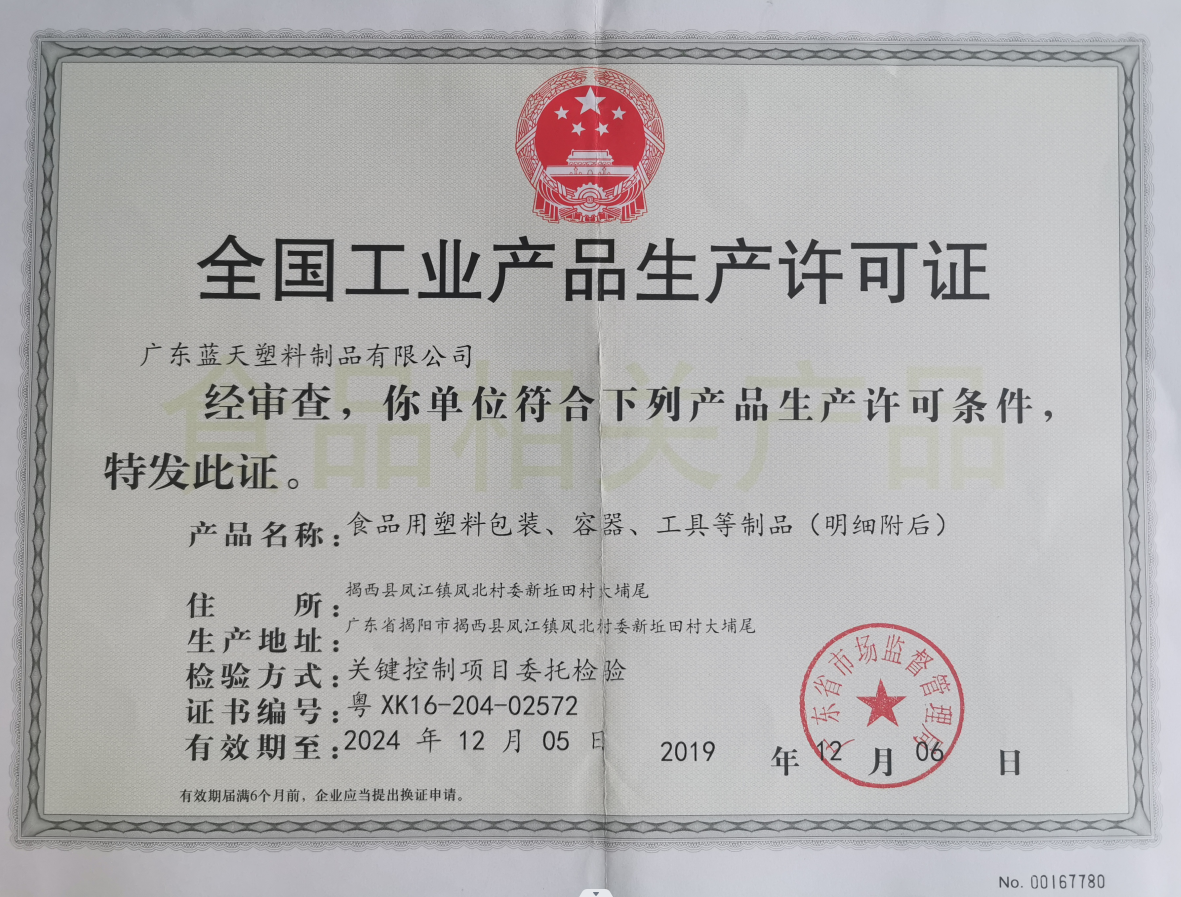 全国工业产品生产许可证
广东蓝天塑料制品有限公司
食品相关产品
经审查，你单位符合下列产品生产许可条件，
特发此证。
产品名称：食品用塑料包装、容器、工具等制品（明细附后）
住 所：揭西县凤江镇凤北村委新坵田村大埔尾
生产地址：广东省揭阳市揭西县凤江镇凤北村委新坵田村大埔尾
检验方式：关键控制项目委托检验
证书编号：粤 XK16-204-02572
有效期至：2024 年 12 月 05 日
2019 年 12 月 06 日
广东省市场监督管理局
有效期届满6个月前，企业应当提出换证申请。
No. 00167780